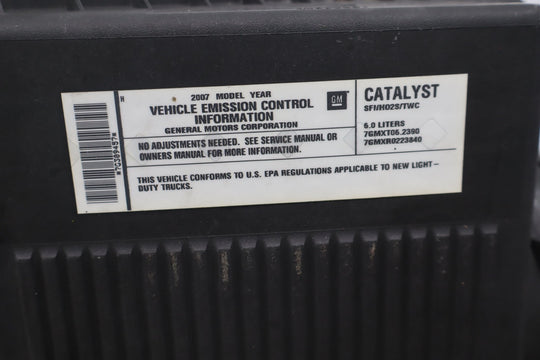 *7G309457*
H
2007 MODEL YEAR
VEHICLE EMISSION CONTROL
INFORMATION
GENERAL MOTORS CORPORATION
GM
NO ADJUSTMENTS NEEDED. SEE SERVICE MANUAL OR
OWNERS MANUAL FOR MORE INFORMATION.
THIS VEHICLE CONFORMS TO U.S. EPA REGULATIONS APPLICABLE TO NEW LIGHT-
DUTY TRUCKS.
CATALYST
SFI/HO2S/TWC
6.0 LITERS
7GMXT06.2390
7GMXR0223840